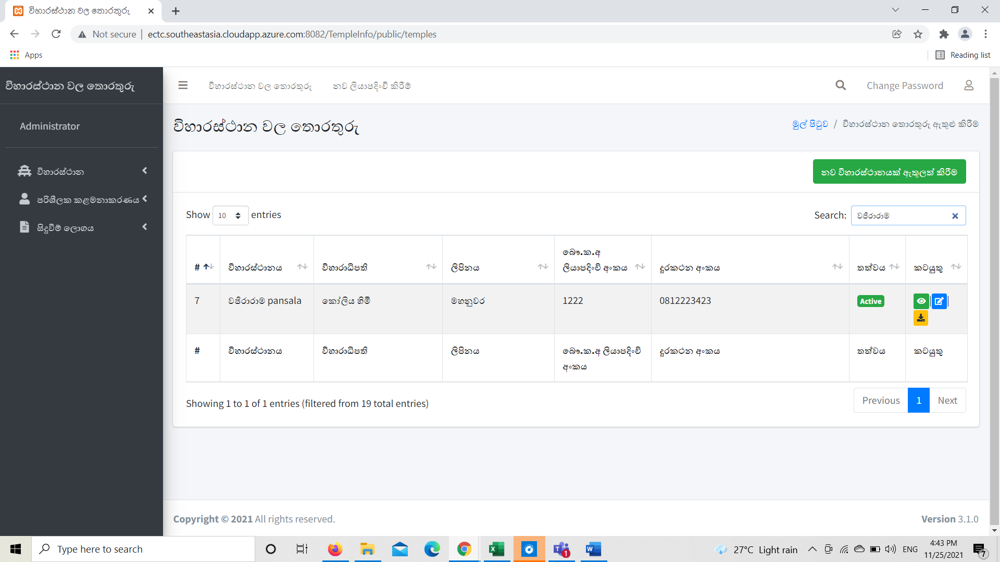 විහාරස්ථාන වල තොරතුරු
Not secure | ectc.southeastasia.cloudapp.azure.com:8082/TempleInfo/public/temples
Apps
Reading list
විහාරස්ථාන වල තොරතුරු
විහාරස්ථාන වල තොරතුරු නව ලියාපදිංචි කිරීම්
Change Password
Administrator
විහාරස්ථාන
පරිශීලක කළමනාකරණය
සිදුවීම් ලොගය
විහාරස්ථාන වල තොරතුරු
මුල් පිටුව / විහාරස්ථාන තොරතුරු ඇතුළු කිරීම
නව විහාරස්ථානයක් ඇතුලත් කිරීම
Show 10 entries
Search: වජිරාරාම
# විහාරස්ථානය විහාරාධිපති ලිපිනය බෞ.ක.අ ලියාපදිංචි අංකය දුරකථන අංකය තත්වය කටයුතු
7 වජිරාරාම pansala කෝලිය හිමි මහනුවර 1222 0812223423 Active
# විහාරස්ථානය විහාරාධිපති ලිපිනය බෞ.ක.අ ලියාපදිංචි අංකය දුරකථන අංකය තත්වය කටයුතු
Showing 1 to 1 of 1 entries (filtered from 19 total entries)
Previous 1 Next
Copyright © 2021 All rights reserved.
Version 3.1.0
Type here to search
27°C Light rain
ENG
4:43 PM
11/25/2021
1
7